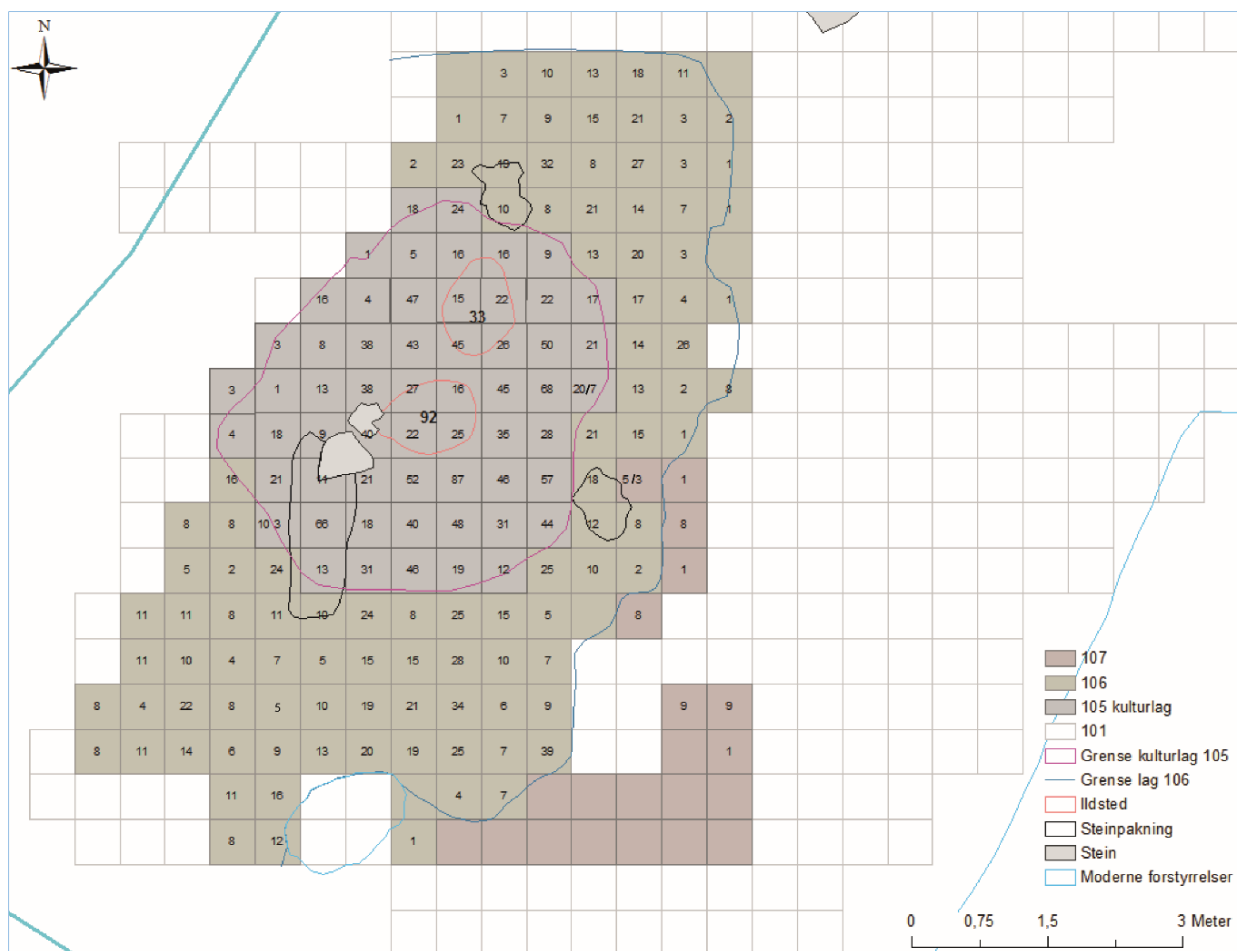 N
3 10 13 18 11
1 7 9 15 21 3 2
2 23 19 32 8 27 3 1
18 24 10 8 21 14 7 1
1 5 16 16 9 13 20 3
16 4 47 15 22 22 17 17 4 1
33
3 8 38 43 45 26 50 21 14 26
3 1 13 38 27 16 45 68 20/7 13 2 8
92
4 18 9 40 22 25 35 28 21 15 1
16 21 11 21 52 87 46 57 18 5/3 1
8 8 10 3 66 18 40 48 31 44 12 8 8
5 2 24 13 31 46 19 12 25 10 2 1
11 11 8 11 10 24 8 25 15 5 8
11 10 4 7 5 15 15 28 10 7
8 4 22 8 5 10 19 21 34 6 9 9 9
8 11 14 6 9 13 20 19 25 7 39 1
11 16 4 7
8 12 1
107
106
105 kulturlag
101
Grense kulturlag 105
Grense lag 106
Ildsted
Steinpakning
Stein
Moderne forstyrrelser
0 0,75 1,5 3 Meter